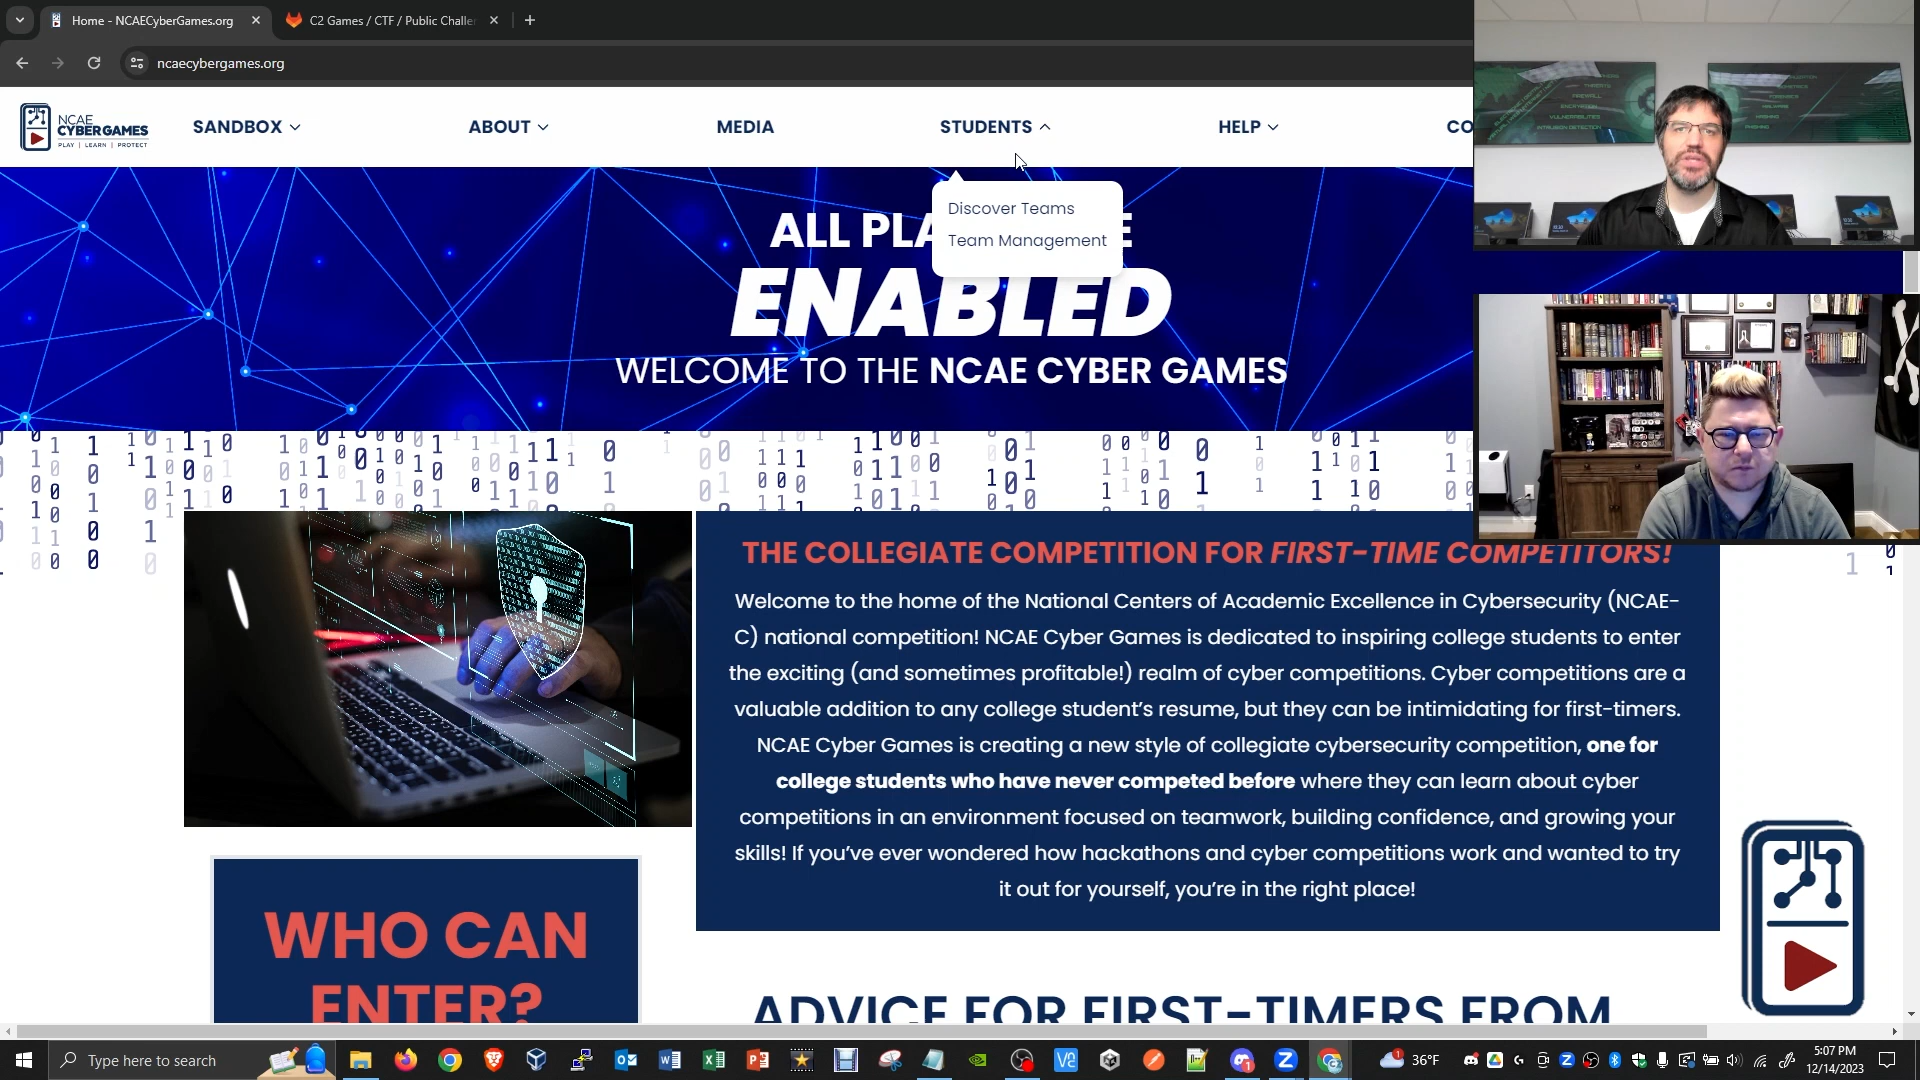 Home - NCAECyberGames.org
C2 Games / CTF / Public Challe
ncaecybergames.org
NCAE
CYBERGAMES
PLAY | LEARN | PROTECT
SANDBOX
ABOUT
MEDIA
STUDENTS
HELP
CO
Discover Teams
Team Management
ALL PLA
E
ENABLED
WELCOME TO THE NCAE CYBER GAMES
THE COLLEGIATE COMPETITION FOR FIRST-TIME COMPETITORS!
Welcome to the home of the National Centers of Academic Excellence in Cybersecurity (NCAE-
C) national competition! NCAE Cyber Games is dedicated to inspiring college students to enter
the exciting (and sometimes profitable!) realm of cyber competitions. Cyber competitions are a
valuable addition to any college student's resume, but they can be intimidating for first-timers.
NCAE Cyber Games is creating a new style of collegiate cybersecurity competition, one for
college students who have never competed before where they can learn about cyber
competitions in an environment focused on teamwork, building confidence, and growing your
skills! If you've ever wondered how hackathons and cyber competitions work and wanted to try
it out for yourself, you're in the right place!
WHO CAN
ENTER?
ADVICE FOR FIRST-TIMERS FROM
Type here to search
36°F
5:07 PM
12/14/2023